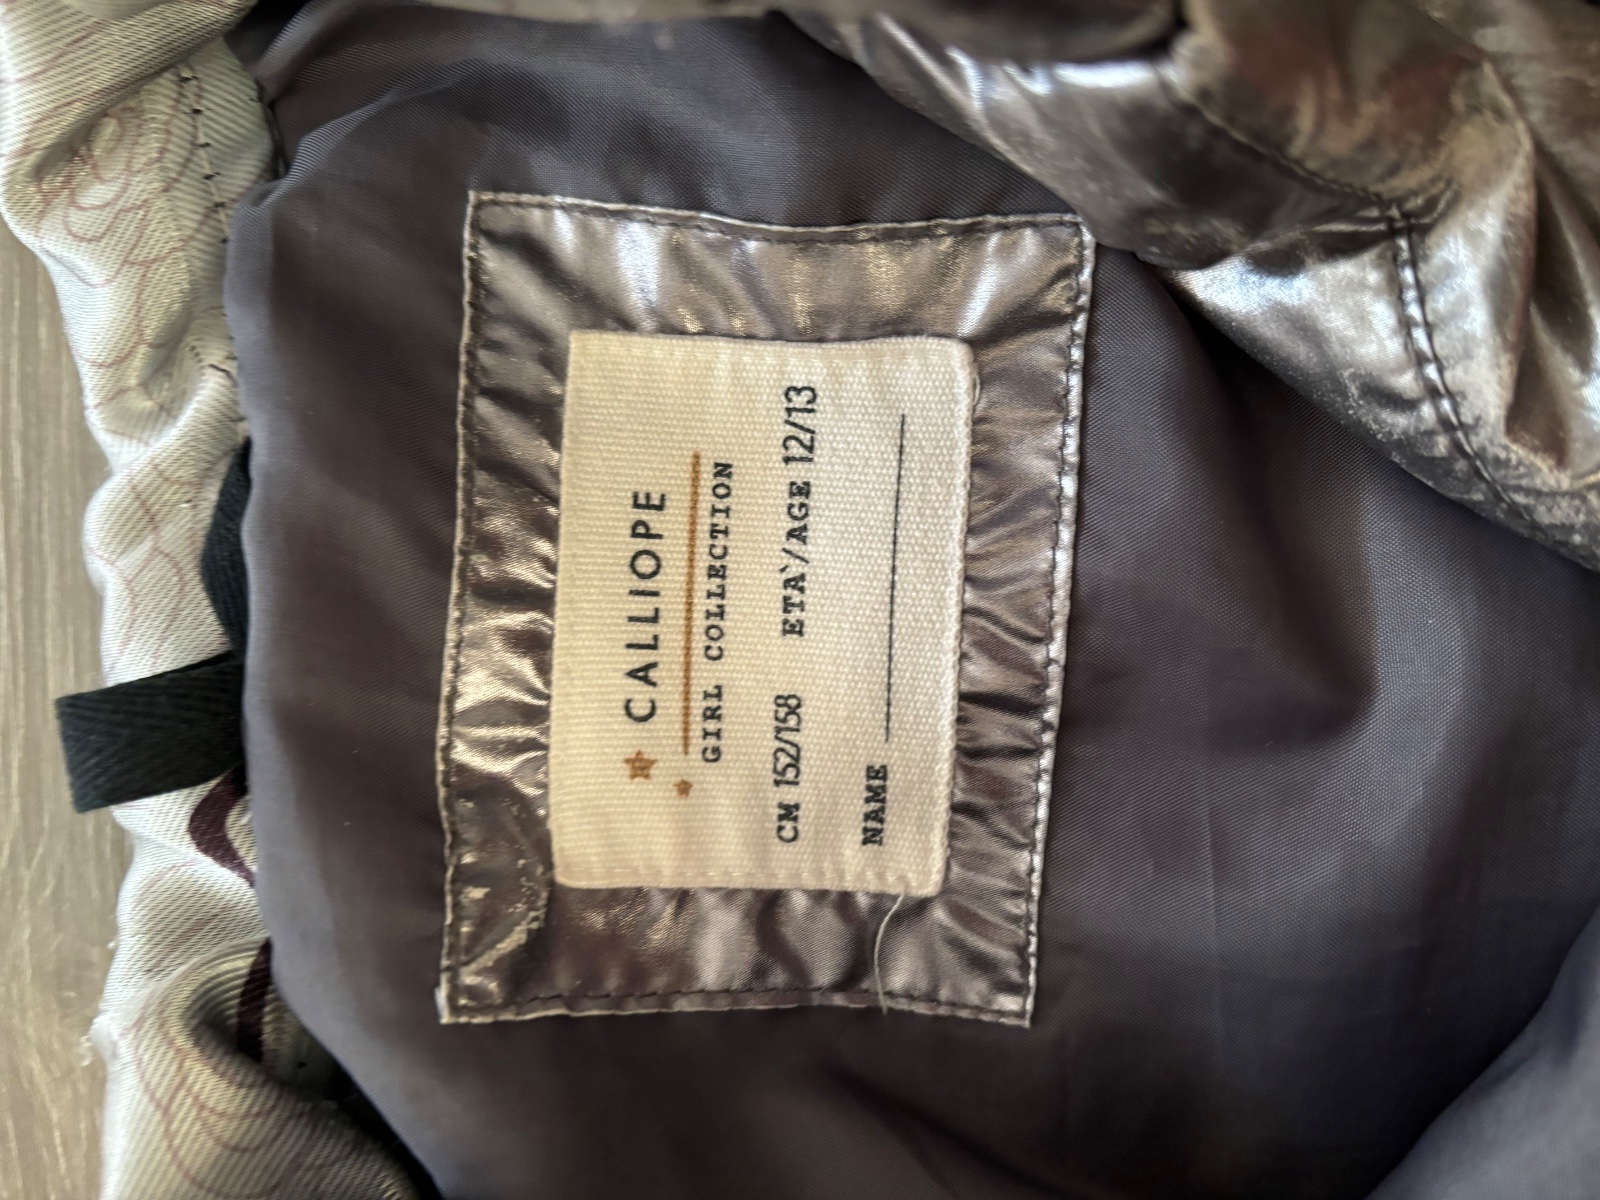 CALLIOPE
GIRL COLLECTION
CM 152/158 ETA`/AGE 12/13
NAME